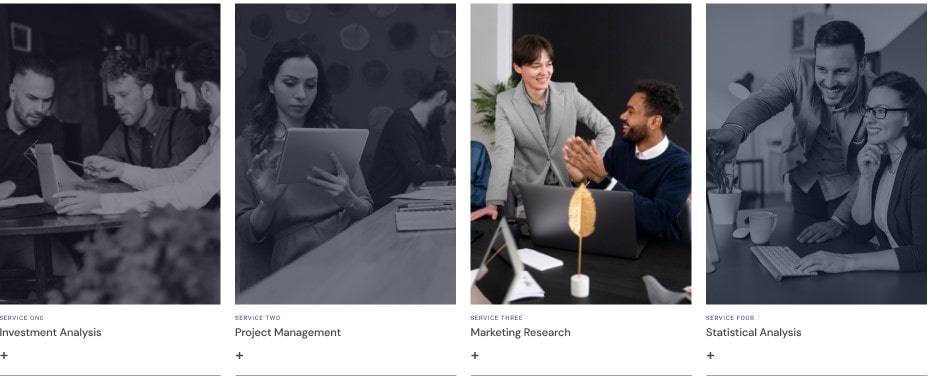 SERVICE ONE
Investment Analysis
+
SERVICE TWO
Project Management
+
SERVICE THREE
Marketing Research
+
SERVICE FOUR
Statistical Analysis
+